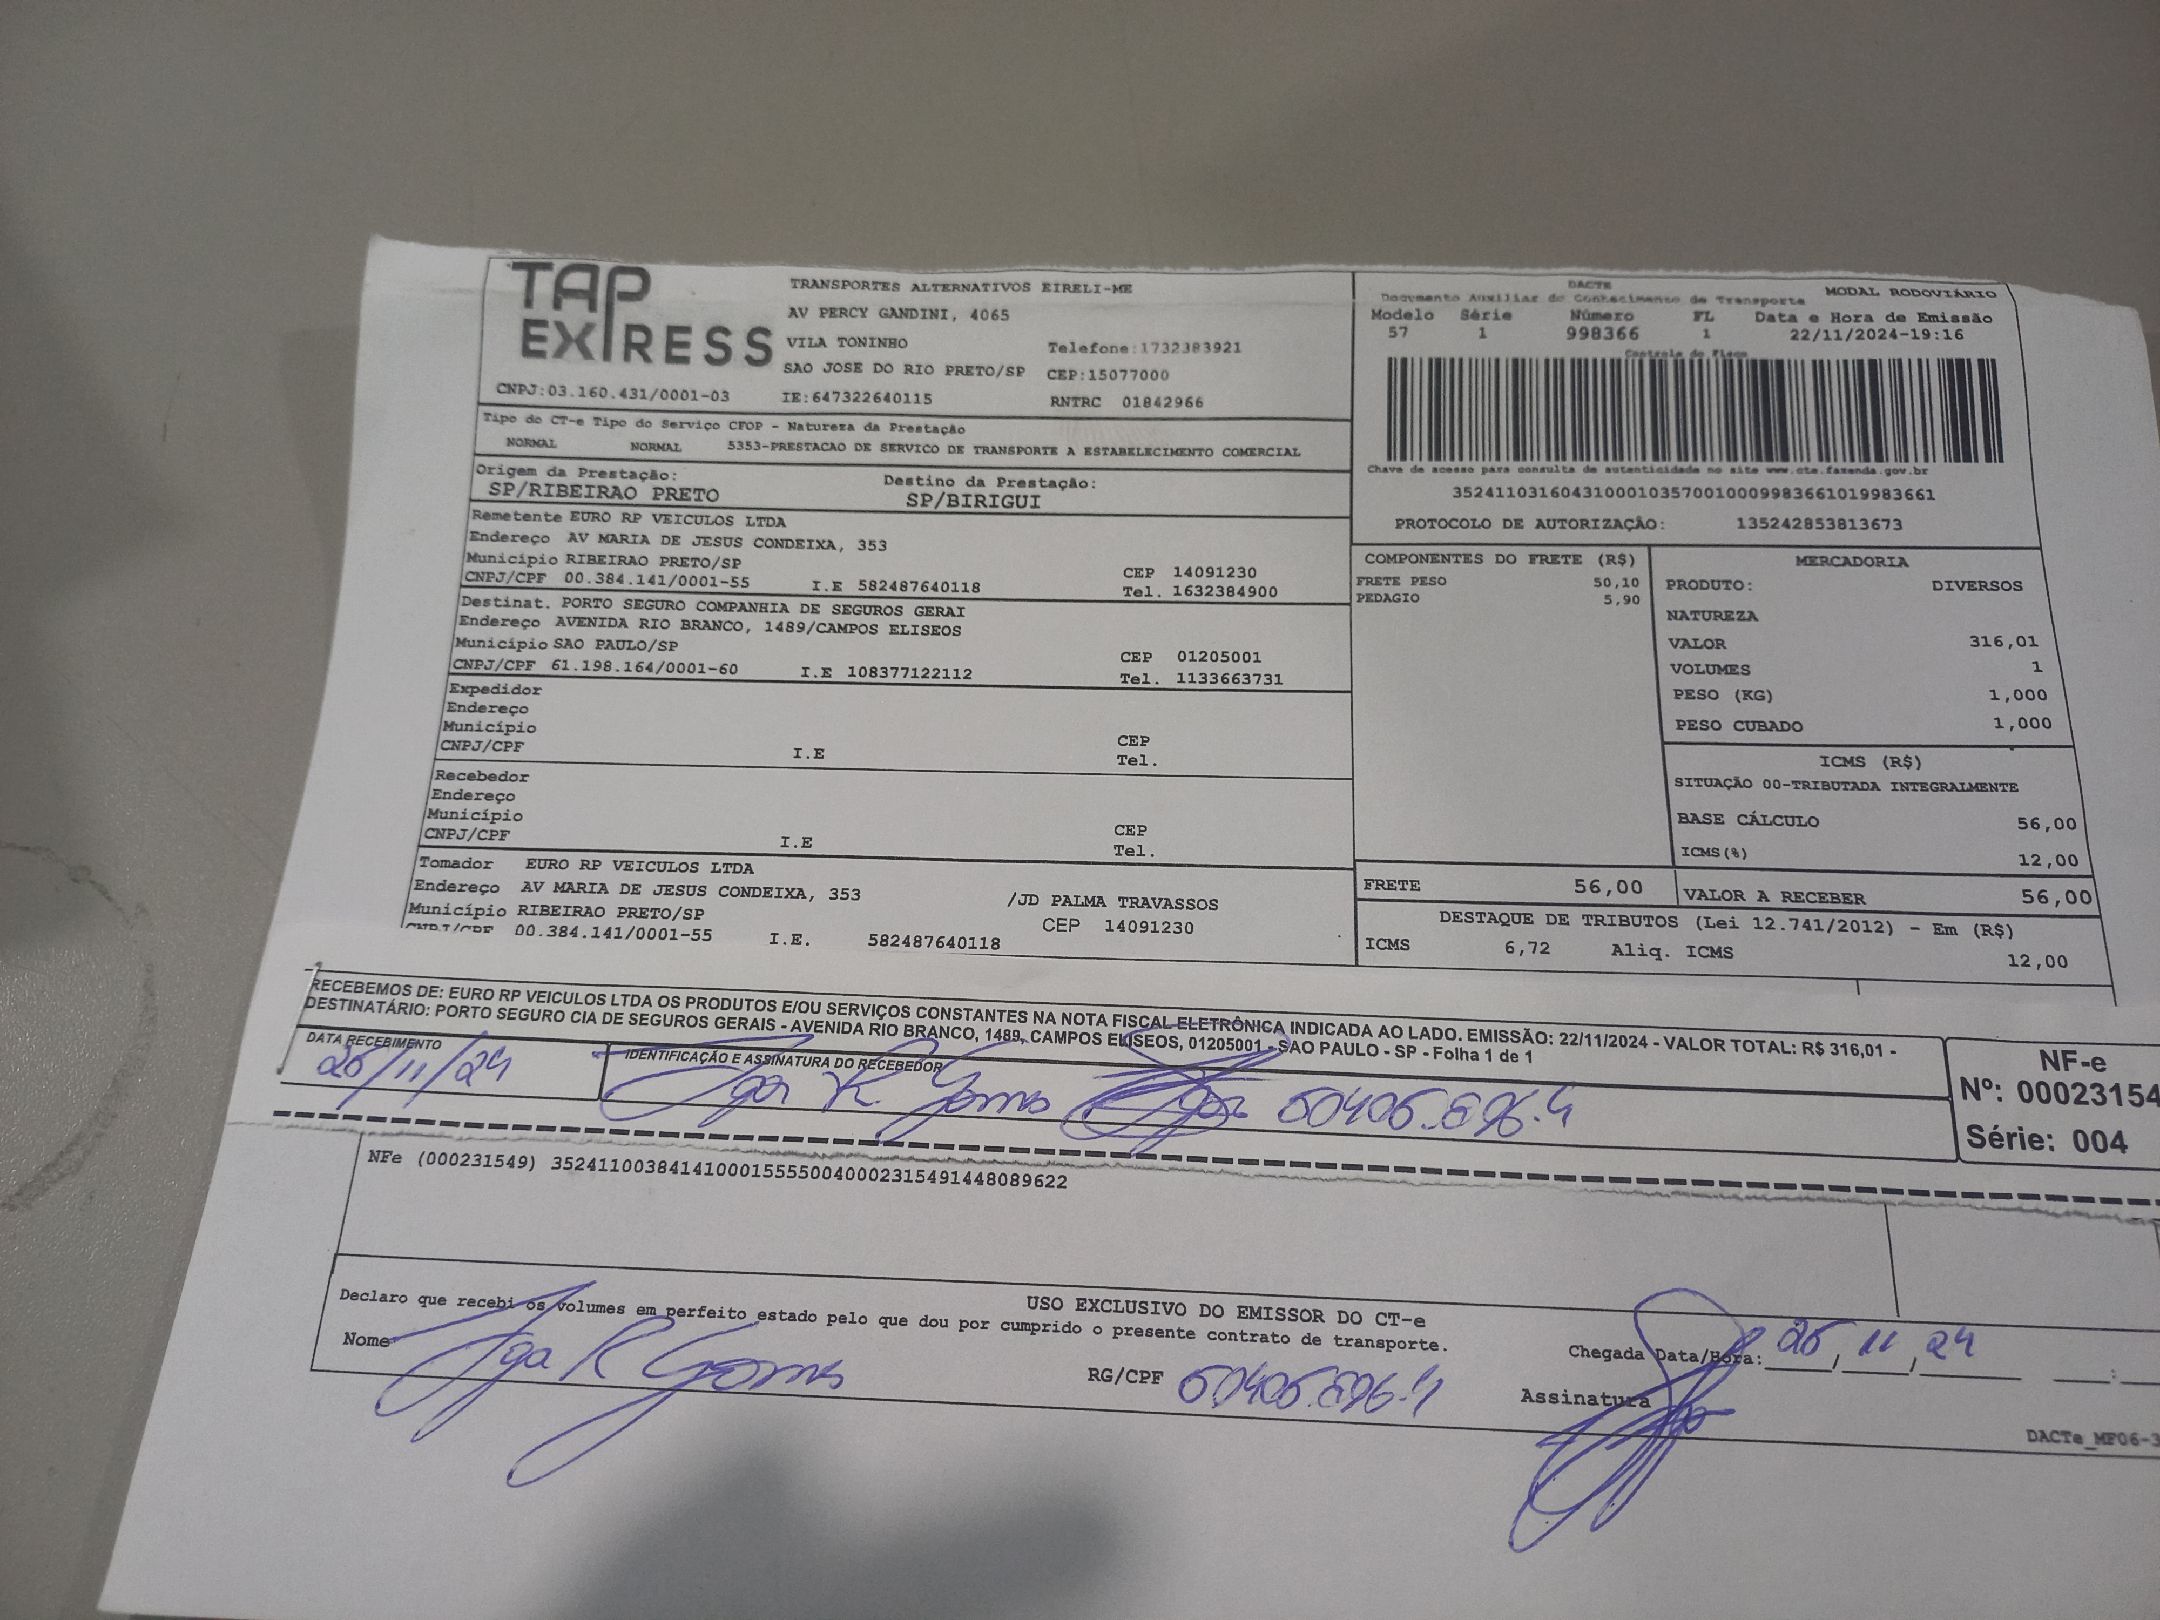 TAP EXPRESS
TRANSPORTES ALTERNATIVOS EIRELI-ME
AV PERCY GANDINI, 4065
VILA TONINHO Telefone:1732383921
SAO JOSE DO RIO PRETO/SP CEP:15077000
CNPJ:03.160.431/0001-03 IE:647322640115 RNTRC 01842966
DACTE MODAL RODOVIÁRIO
Documento Auxiliar do Conhecimento de Transporte
Modelo Série Número FL Data e Hora de Emissão
57 1 998366 1 22/11/2024-19:16
Controle do Fisco
Chave de acesso para consulta de autenticidade no site www.cte.fazenda.gov.br
35241103160431000103570010009983661019983661
PROTOCOLO DE AUTORIZAÇÃO: 135242853813673
Tipo do CT-e Tipo do Serviço CFOP - Natureza da Prestação
NORMAL NORMAL 5353-PRESTACAO DE SERVICO DE TRANSPORTE A ESTABELECIMENTO COMERCIAL
Origem da Prestação: Destino da Prestação:
SP/RIBEIRAO PRETO SP/BIRIGUI
Remetente EURO RP VEICULOS LTDA
Endereço AV MARIA DE JESUS CONDEIXA, 353
Município RIBEIRAO PRETO/SP CEP 14091230
CNPJ/CPF 00.384.141/0001-55 I.E 582487640118 Tel. 1632384900
Destinat. PORTO SEGURO COMPANHIA DE SEGUROS GERAI
Endereço AVENIDA RIO BRANCO, 1489/CAMPOS ELISEOS
Município SAO PAULO/SP CEP 01205001
CNPJ/CPF 61.198.164/0001-60 I.E 108377122112 Tel. 1133663731
Expedidor
Endereço
Município CEP
CNPJ/CPF I.E Tel.
Recebedor
Endereço
Município CEP
CNPJ/CPF I.E Tel.
Tomador EURO RP VEICULOS LTDA
Endereço AV MARIA DE JESUS CONDEIXA, 353 /JD PALMA TRAVASSOS
Município RIBEIRAO PRETO/SP CEP 14091230
CNPJ/CPF 00.384.141/0001-55 I.E. 582487640118
COMPONENTES DO FRETE (R$)
FRETE PESO 50,10
PEDAGIO 5,90
MERCADORIA
PRODUTO: DIVERSOS
NATUREZA
VALOR 316,01
VOLUMES 1
PESO (KG) 1,000
PESO CUBADO 1,000
ICMS (R$)
SITUAÇÃO 00-TRIBUTADA INTEGRALMENTE
BASE CÁLCULO 56,00
ICMS(%) 12,00
FRETE 56,00 VALOR A RECEBER 56,00
DESTAQUE DE TRIBUTOS (Lei 12.741/2012) - Em (R$)
ICMS 6,72 Aliq. ICMS 12,00
RECEBEMOS DE: EURO RP VEICULOS LTDA OS PRODUTOS E/OU SERVIÇOS CONSTANTES NA NOTA FISCAL ELETRÔNICA INDICADA AO LADO. EMISSÃO: 22/11/2024 - VALOR TOTAL: R$ 316,01 -
DESTINATÁRIO: PORTO SEGURO CIA DE SEGUROS GERAIS - AVENIDA RIO BRANCO, 1489, CAMPOS ELISEOS, 01205001 - SAO PAULO - SP - Folha 1 de 1
DATA RECEBIMENTO IDENTIFICAÇÃO E ASSINATURA DO RECEBEDOR
/11/24 K Gomes
NF-e
Nº: 00023154
Série: 004
NFe (000231549) 35241100384141000155550040002315491448089622
USO EXCLUSIVO DO EMISSOR DO CT-e
Declaro que recebi os volumes em perfeito estado pelo que dou por cumprido o presente contrato de transporte.
Nome Gomes RG/CPF Chegada Data/Hora: , 11 , 24 :
Assinatura
DACTe_MF06-3